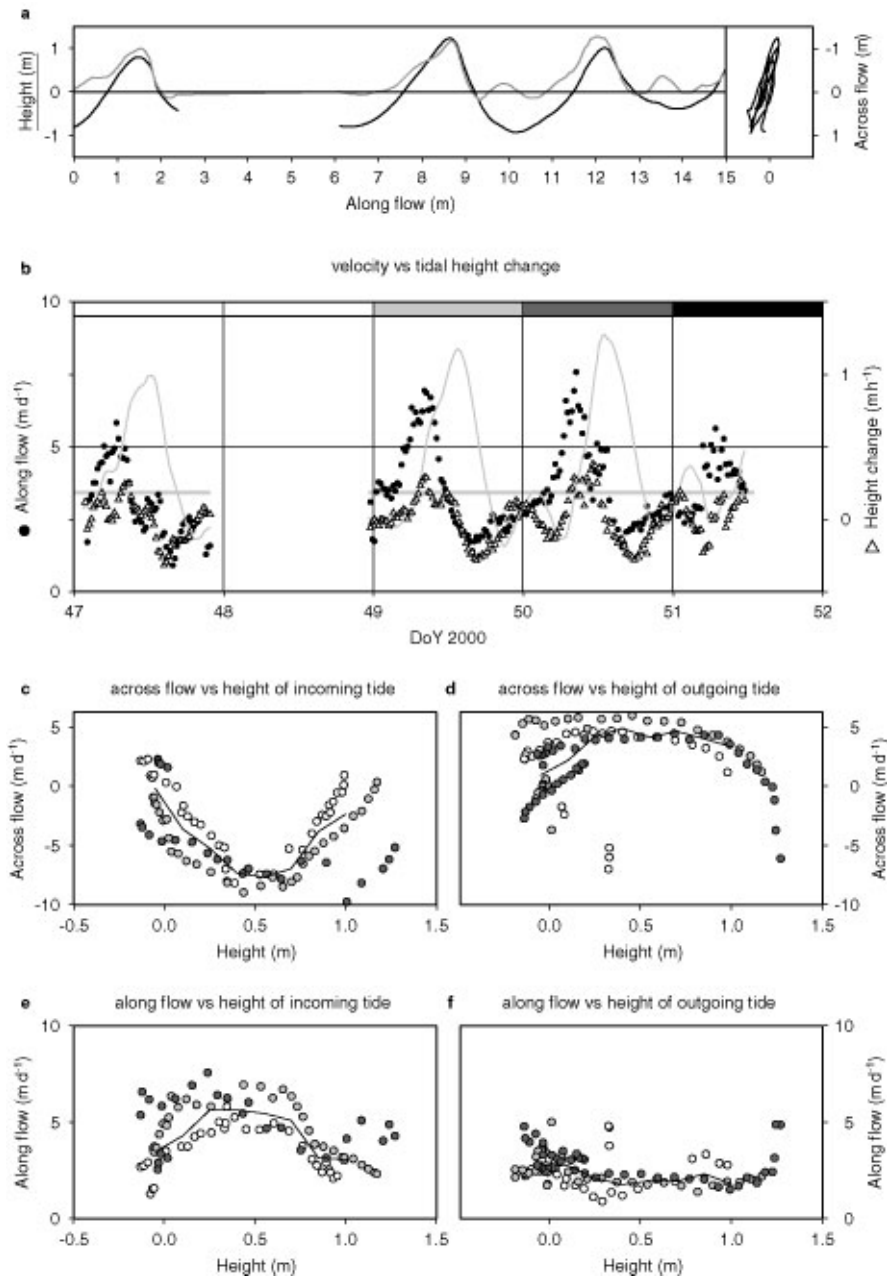 a
1
0
-1
Height (m)
-1
0
1
Across flow (m)
0 1 2 3 4 5 6 7 8 9 10 11 12 13 14 15 0
Along flow (m)
b velocity vs tidal height change
10
5
0
Along flow (m d-1)
1
0
Height change (mh-1)
47 48 49 50 51 52
DoY 2000
c across flow vs height of incoming tide
d across flow vs height of outgoing tide
5
0
-5
-10
Across flow (m d-1)
5
0
-5
-10
Across flow (m d-1)
-0.5 0.0 0.5 1.0 1.5
0.0 0.5 1.0 1.5
Height (m)
Height (m)
e along flow vs height of incoming tide
f along flow vs height of outgoing tide
10
5
0
Along flow (m d-1)
10
5
0
Along flow (m d-1)
-0.5 0.0 0.5 1.0 1.5
0.0 0.5 1.0 1.5
Height (m)
Height (m)